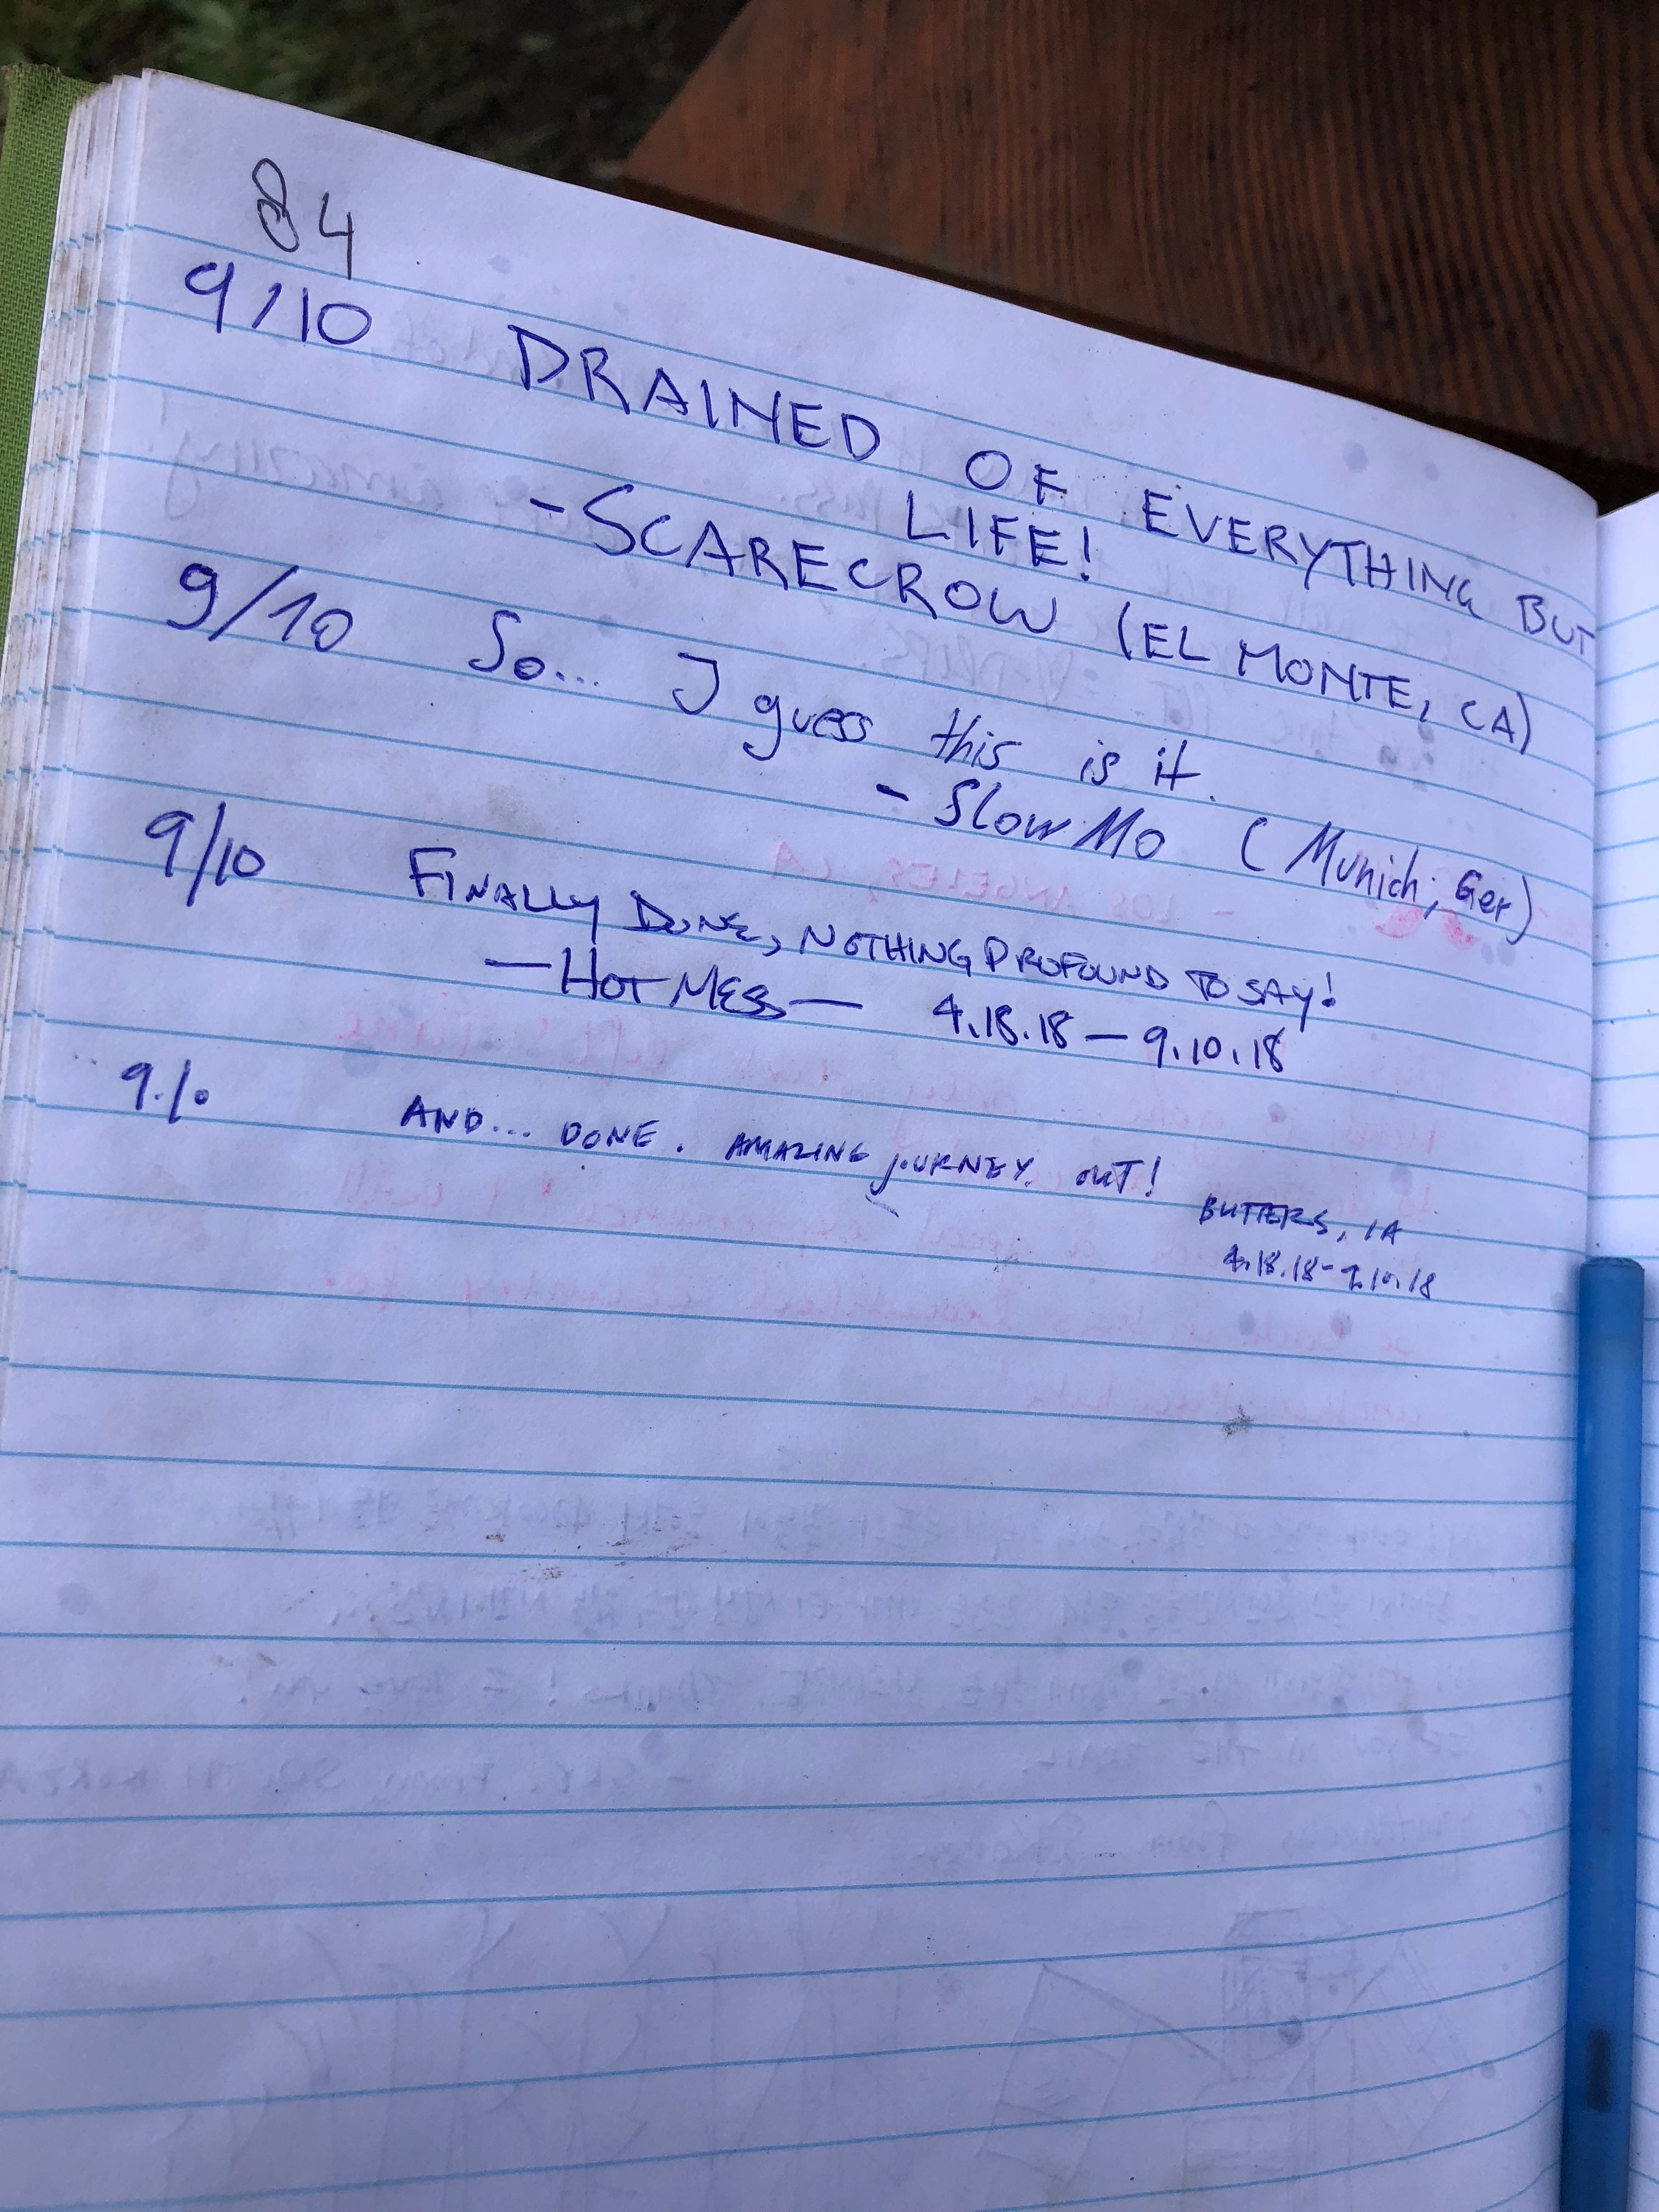 84
9/10 DRAINED OF EVERYTHING BUT
LIFE!
- SCARECROW (EL MONTE, CA)
9/10 So... I guess this is it.
- Slow Mo (Munich, Ger)
9/10 FINALLY DONE, NOTHING PROFOUND TO SAY!
— HOT MESS — 4.18.18 — 9.10.18
9.10 AND... DONE. AMAZING JOURNEY. OUT!
BUTTERS, IA
4.18.18 - 9.10.18